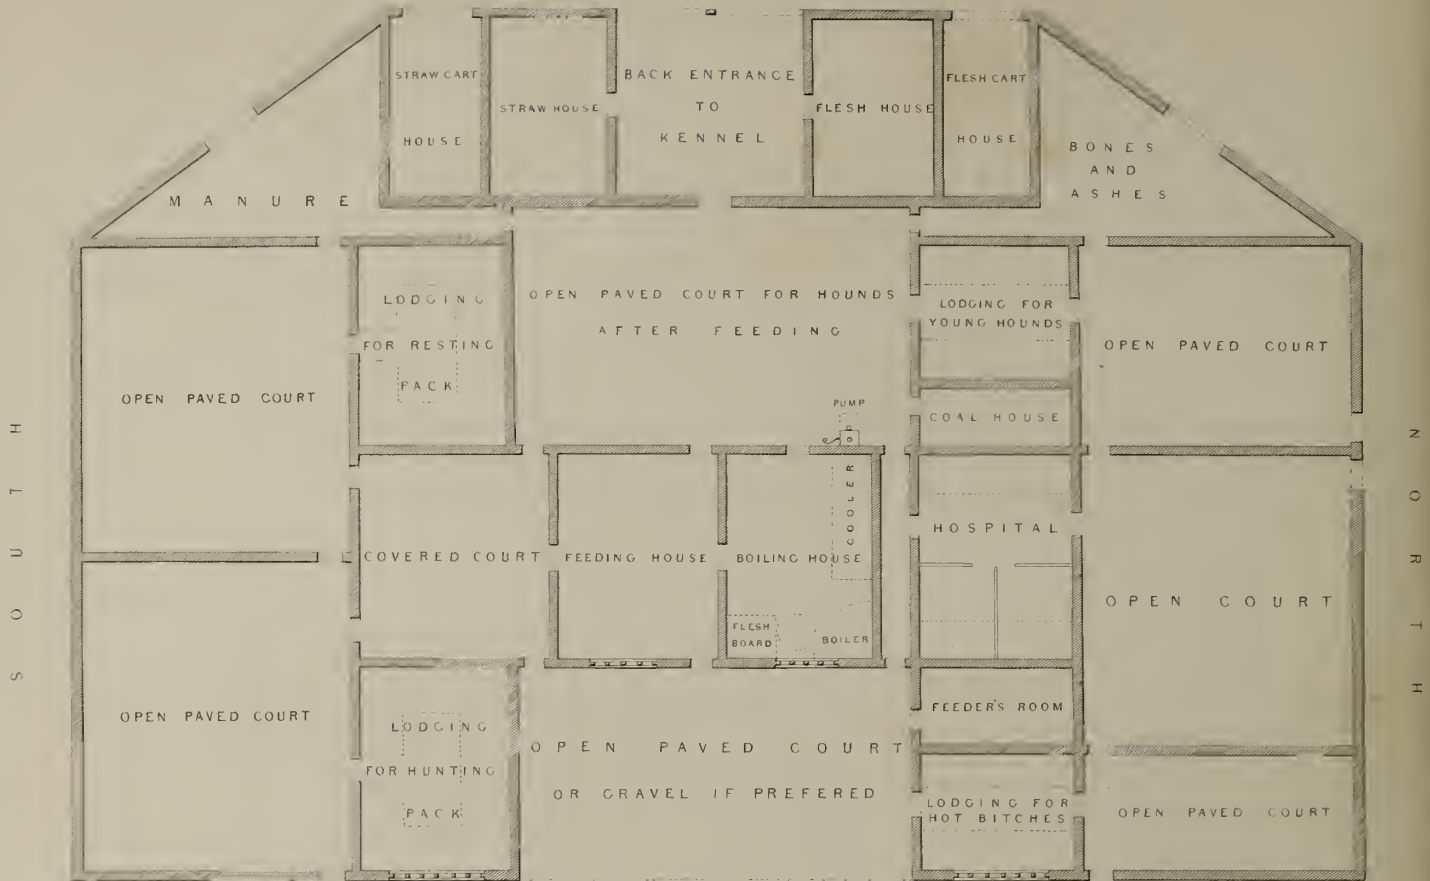 STRAW CART
HOUSE
STRAW HOUSE
BACK ENTRANCE
TO
KENNEL
FLESH HOUSE
FLESH CART
HOUSE
MANURE
BONES
AND
ASHES
LODGING
FOR RESTING
PACK
OPEN PAVED COURT FOR HOUNDS
AFTER FEEDING
LODGING FOR
YOUNG HOUNDS
OPEN PAVED COURT
OPEN PAVED COURT
PUMP
COAL HOUSE
SOUTH
NORTH
COVERED COURT
FEEDING HOUSE
BOILING HOUSE
COOLER
HOSPITAL
OPEN COURT
FLESH
BOARD
BOILER
OPEN PAVED COURT
LODGING
FOR HUNTING
PACK
OPEN PAVED COURT
OR GRAVEL IF PREFERED
FEEDER'S ROOM
LODGING FOR
HOT BITCHES
OPEN PAVED COURT